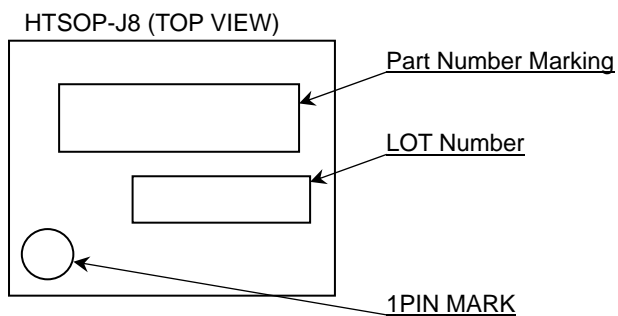 HTSOP-J8 (TOP VIEW)
Part Number Marking
LOT Number
1PIN MARK